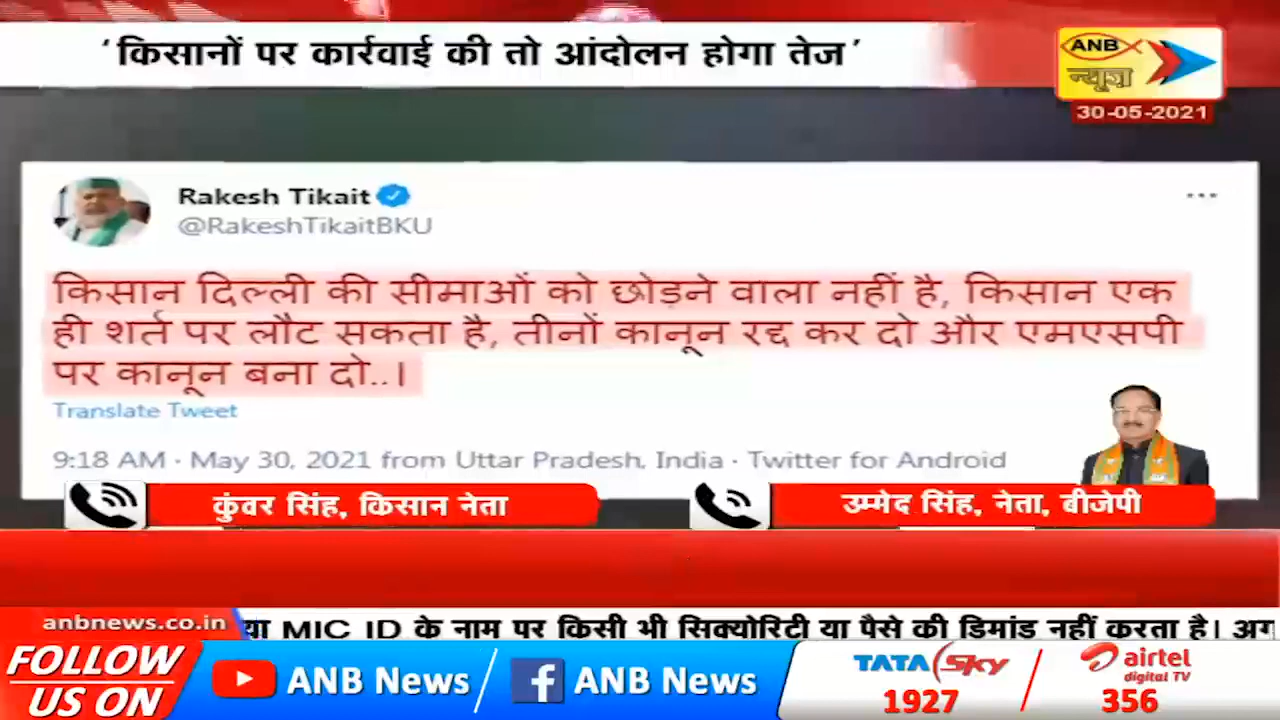 ‘किसानों पर कार्रवाई की तो आंदोलन होगा तेज’
ANB
न्यूज़
30-05-2021
Rakesh Tikait
@RakeshTikaitBKU
किसान दिल्ली की सीमाओं को छोड़ने वाला नहीं है, किसान एक
ही शर्त पर लौट सकता है, तीनों कानून रद्द कर दो और एमएसपी
पर कानून बना दो..।
Translate Tweet
9:18 AM · May 30, 2021 from Uttar Pradesh, India · Twitter for Android
कुंवर सिंह, किसान नेता
उम्मेद सिंह, नेता, बीजेपी
anbnews.co.in
या MIC ID के नाम पर किसी भी सिक्योरिटी या पैसे की डिमांड नहीं करता है। अग
FOLLOW
US ON
ANB News
ANB News
TATA Sky
1927
airtel
digital TV
356